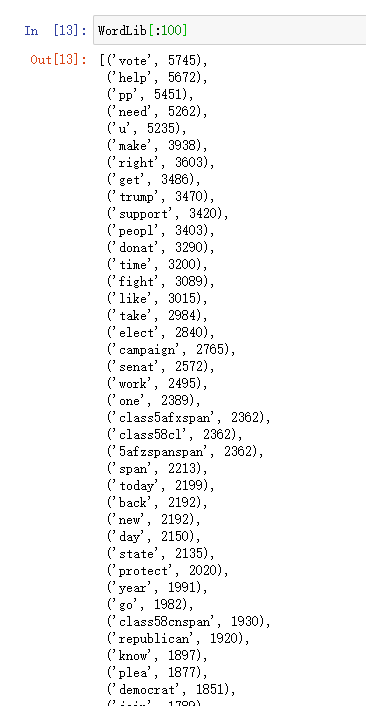 In [13]: WordLib[:100]
Out[13]: [('vote', 5745),
('help', 5672),
('pp', 5451),
('need', 5262),
('u', 5235),
('make', 3938),
('right', 3603),
('get', 3486),
('trump', 3470),
('support', 3420),
('peopl', 3403),
('donat', 3290),
('time', 3200),
('fight', 3089),
('like', 3015),
('take', 2984),
('elect', 2840),
('campaign', 2765),
('senat', 2572),
('work', 2495),
('one', 2389),
('class5afxspan', 2362),
('class58cl', 2362),
('5afzspanspan', 2362),
('span', 2213),
('today', 2199),
('back', 2192),
('new', 2192),
('day', 2150),
('state', 2135),
('protect', 2020),
('year', 1991),
('go', 1982),
('class58cnspan', 1930),
('republican', 1920),
('know', 1897),
('plea', 1877),
('democrat', 1851),